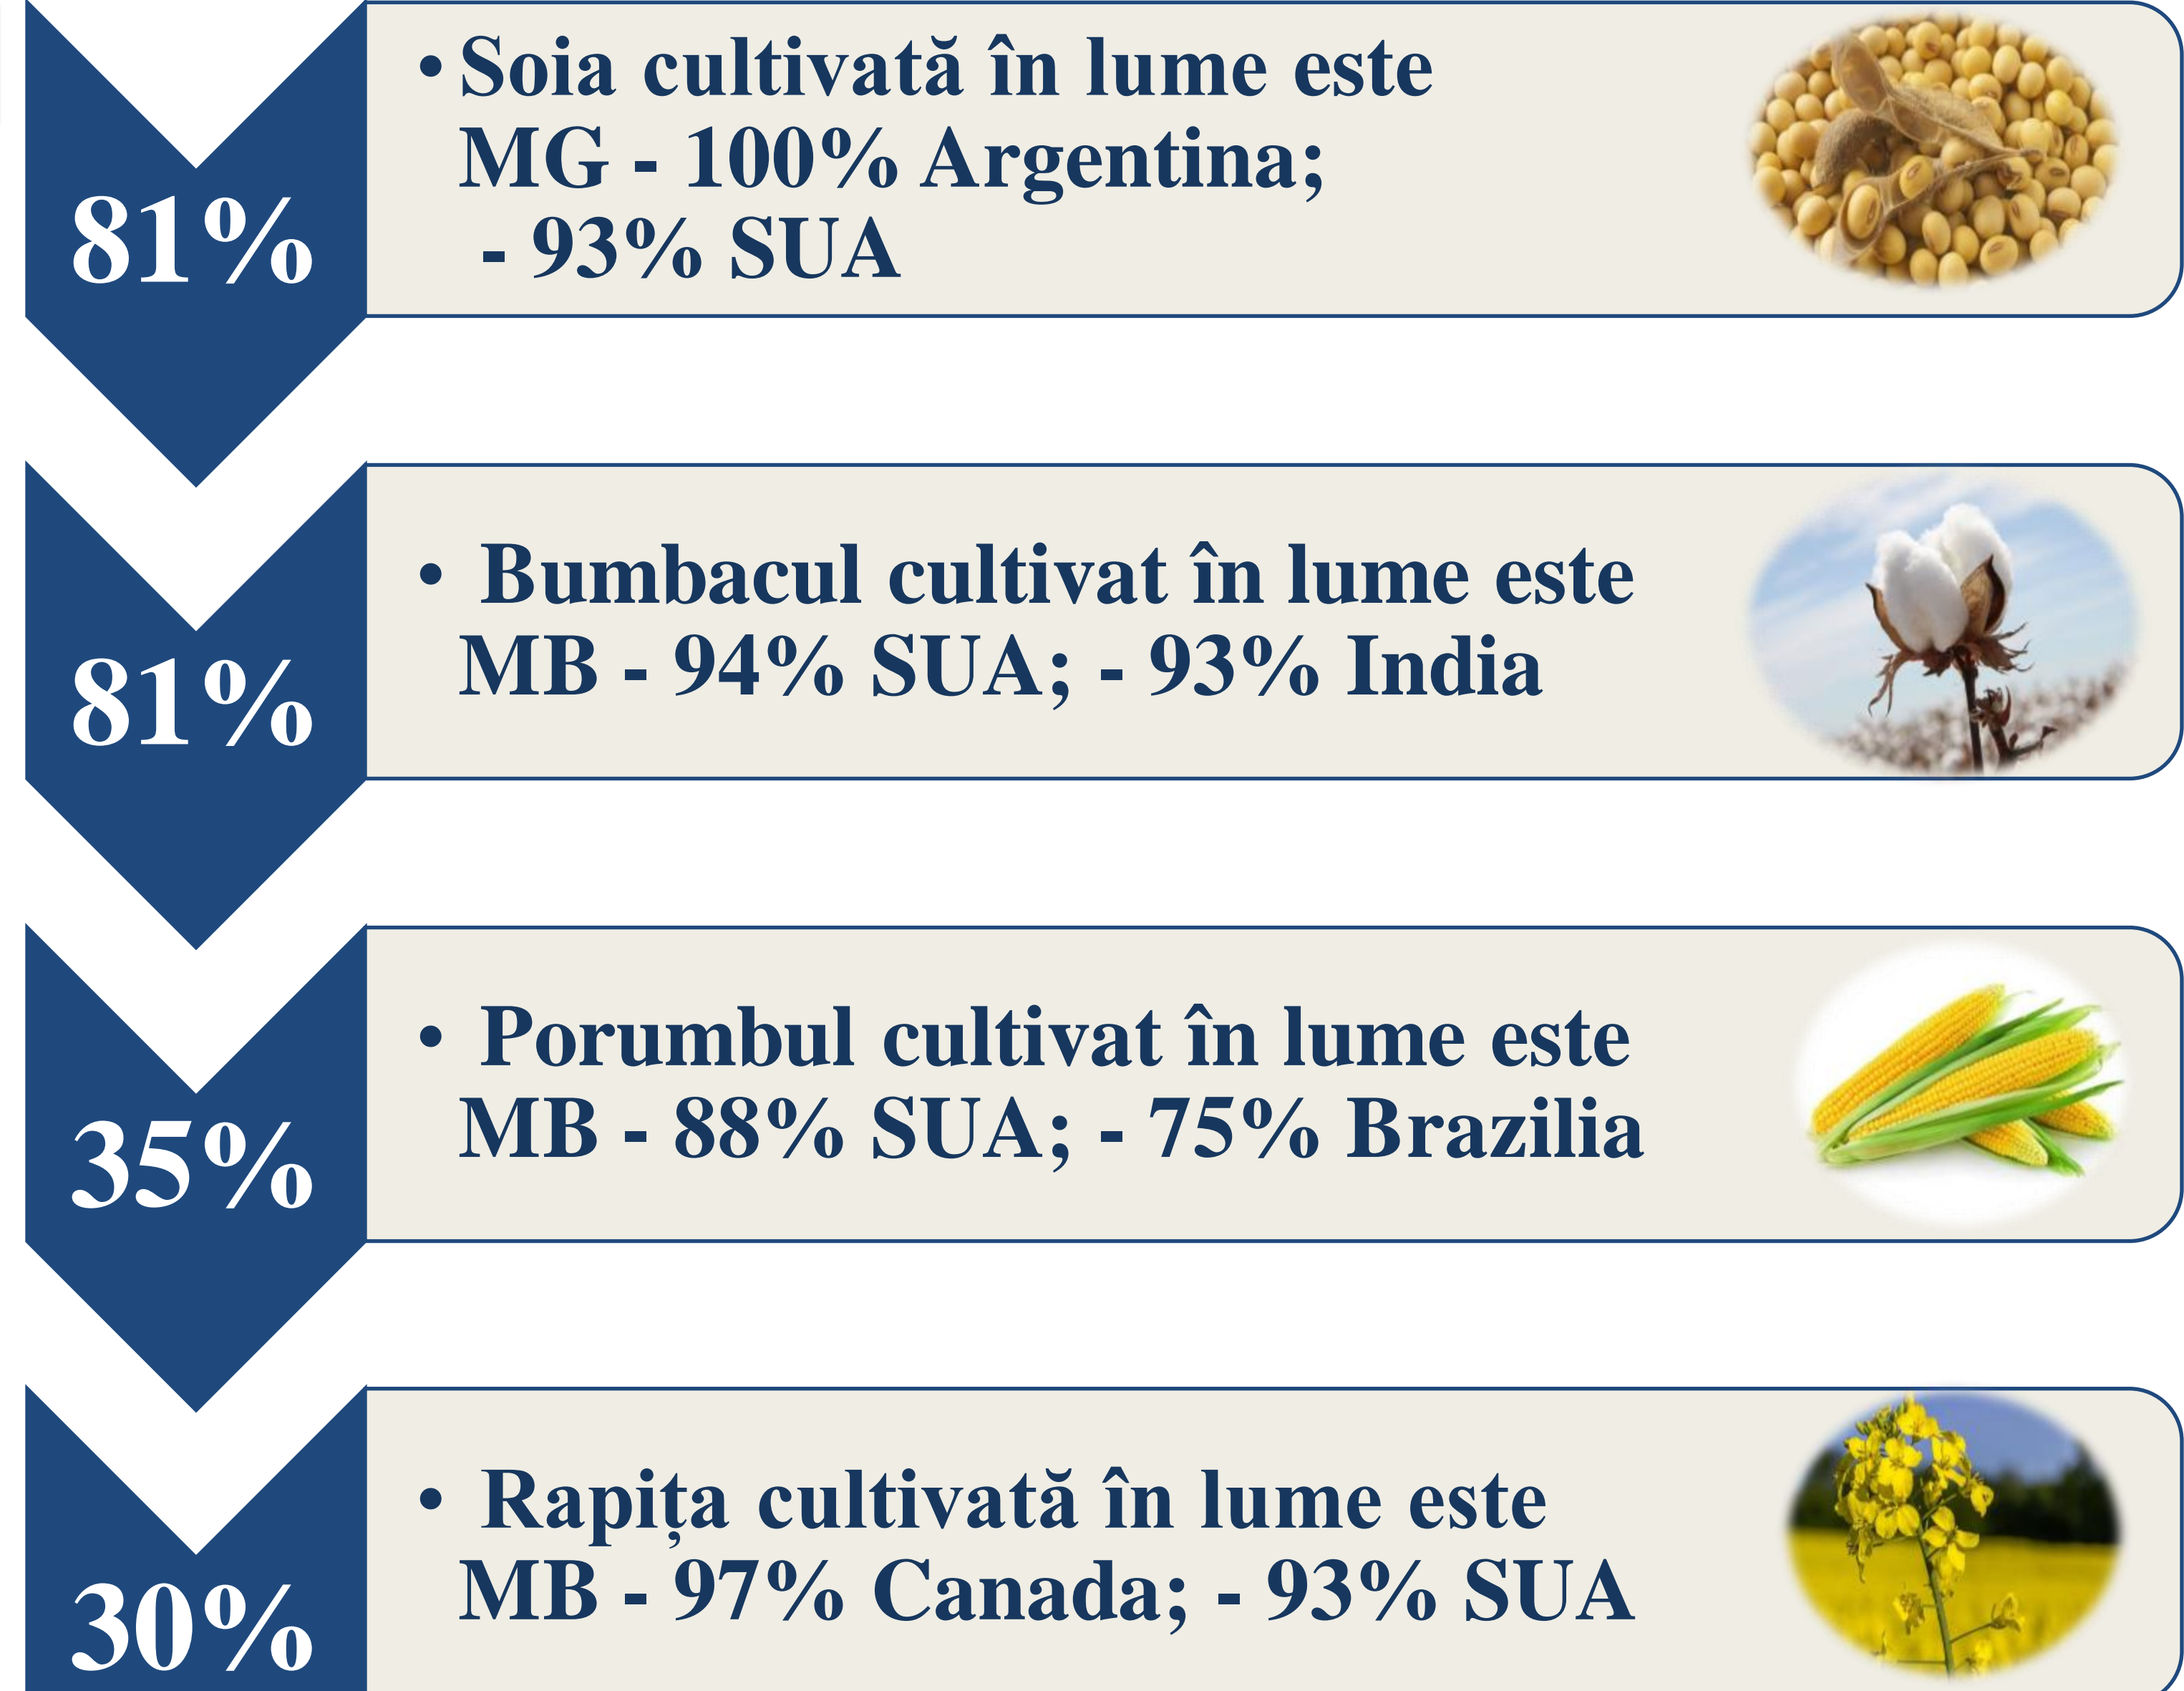 81%
• Soia cultivată în lume este
MG - 100% Argentina;
- 93% SUA
81%
• Bumbacul cultivat în lume este
MB - 94% SUA; - 93% India
35%
• Porumbul cultivat în lume este
MB - 88% SUA; - 75% Brazilia
30%
• Rapița cultivată în lume este
MB - 97% Canada; - 93% SUA